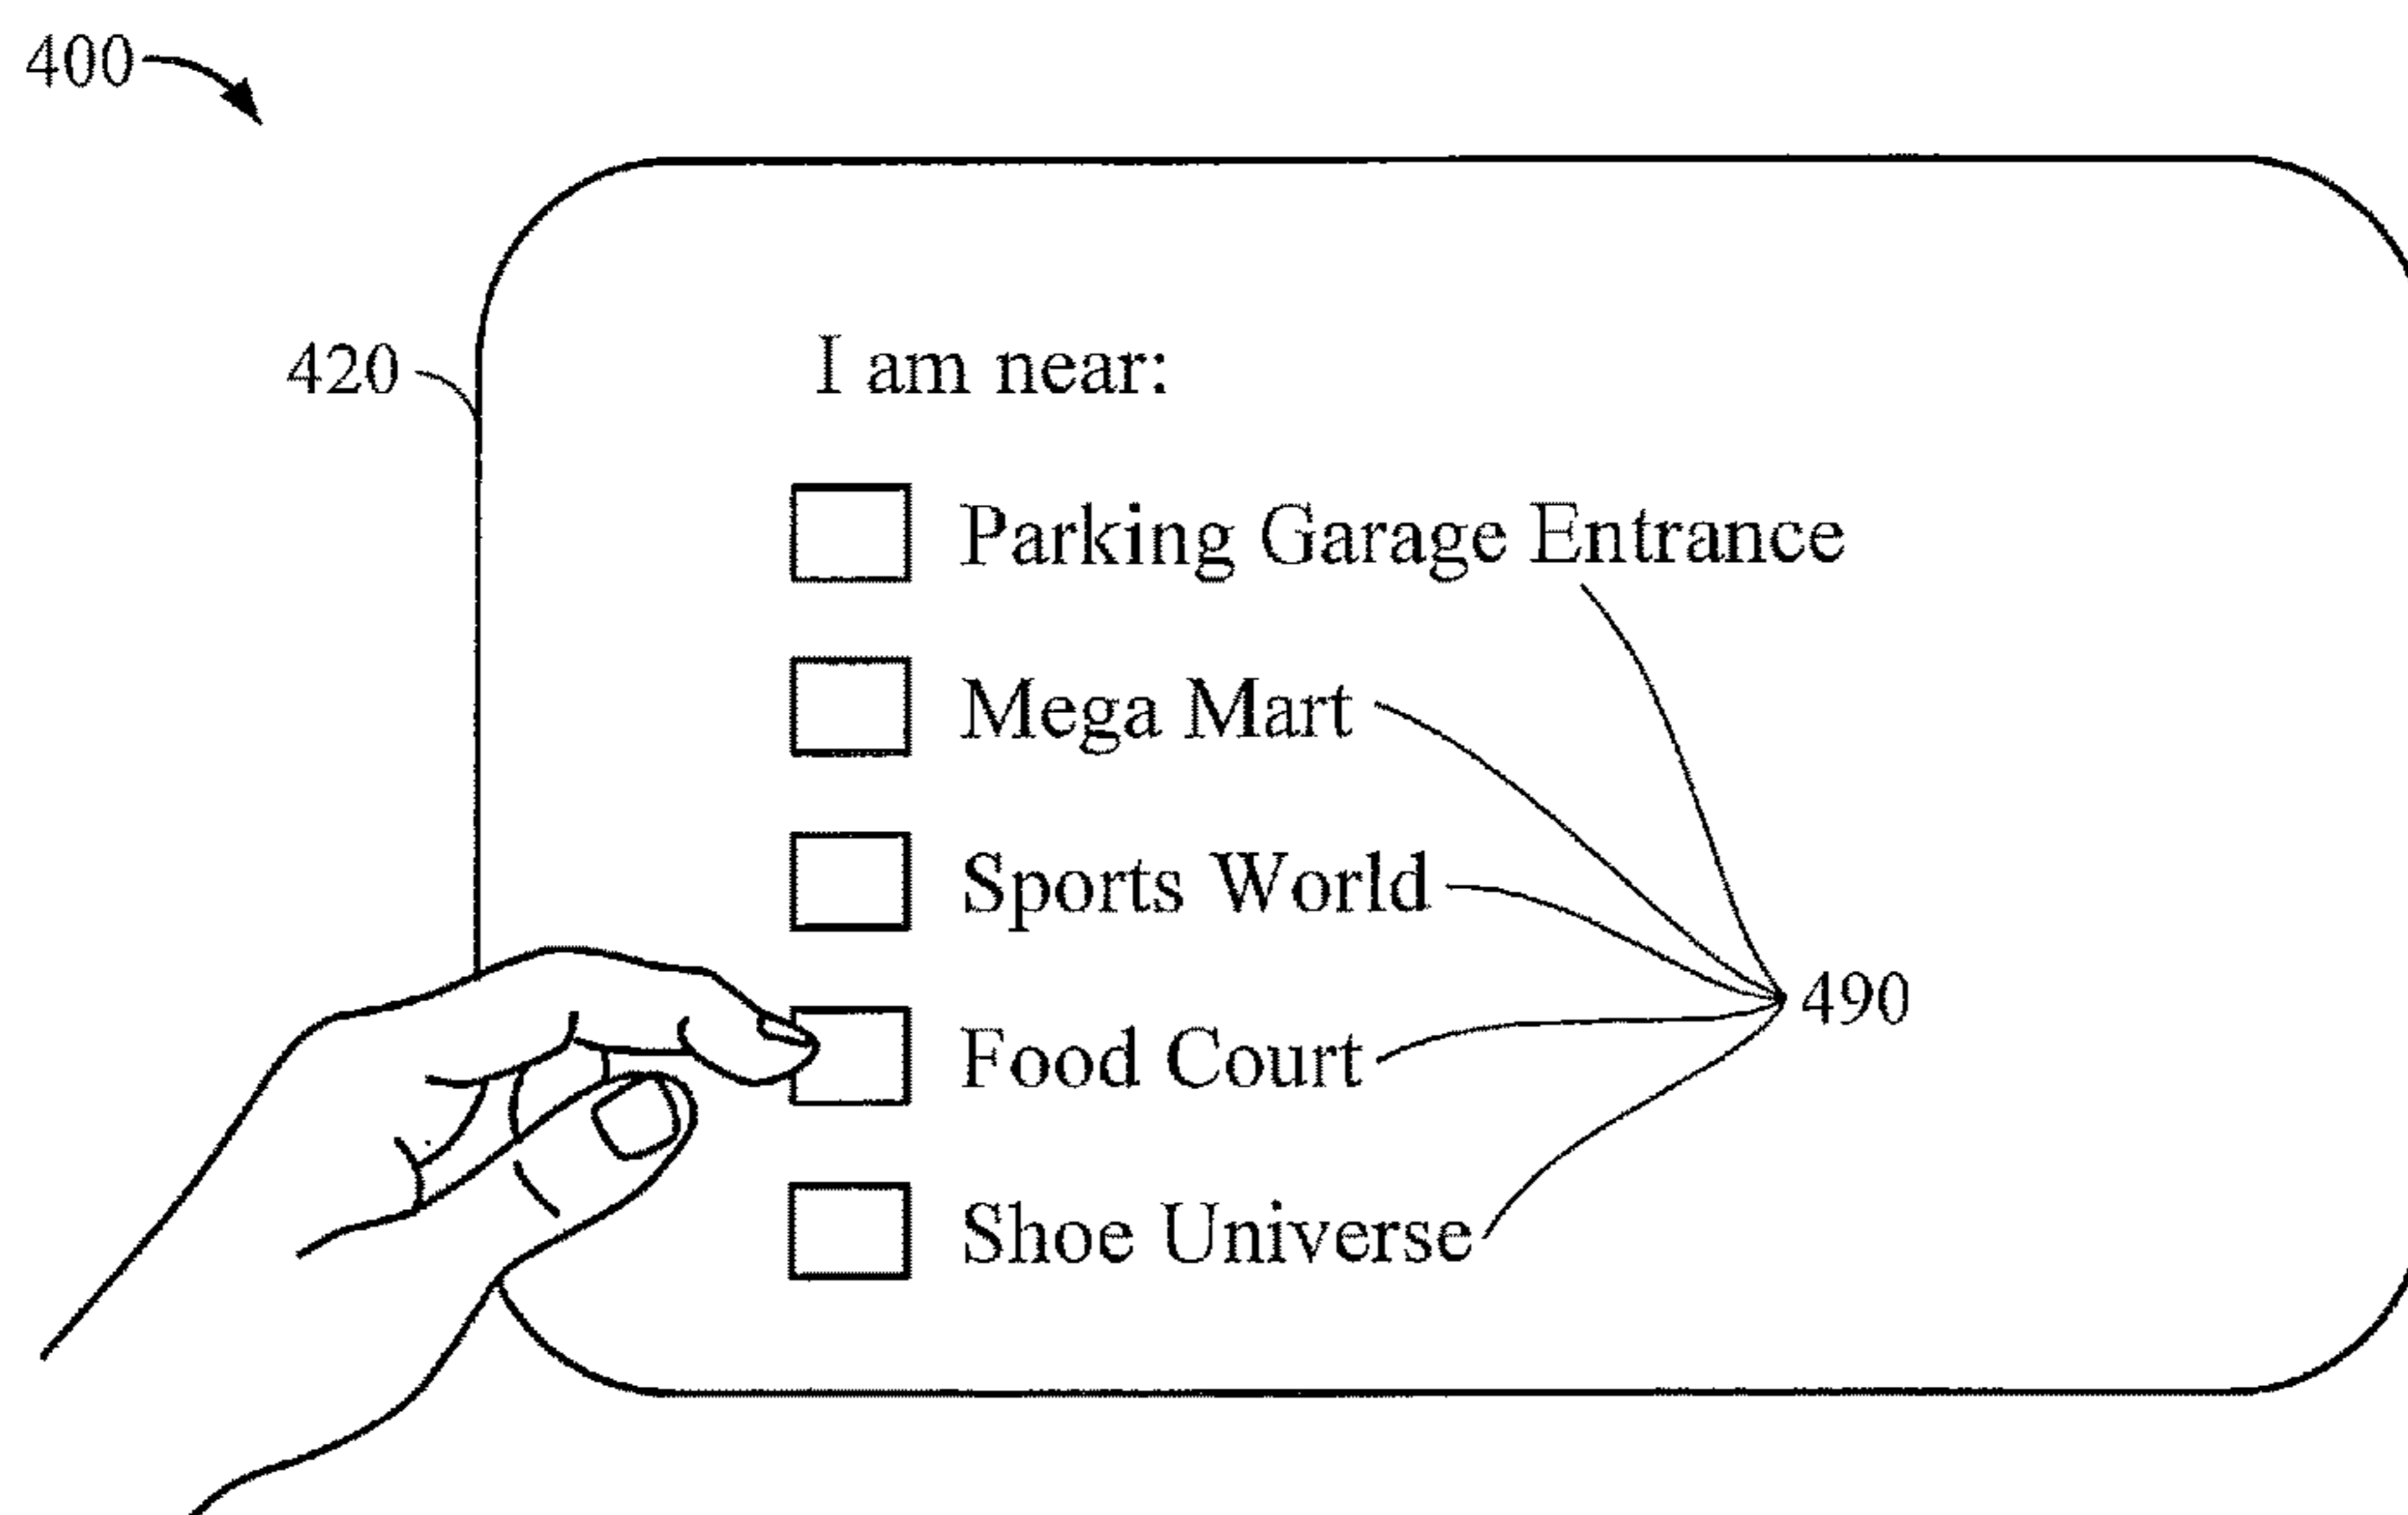 400
420
I am near:
Parking Garage Entrance
Mega Mart
Sports World
490
Food Court
Shoe Universe